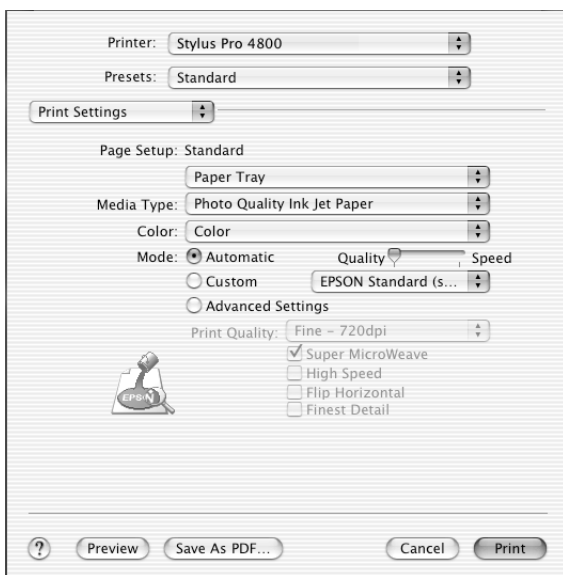 Printer: Stylus Pro 4800
Presets: Standard
Print Settings
Page Setup: Standard
Paper Tray
Media Type: Photo Quality Ink Jet Paper
Color: Color
Mode: Automatic Quality Speed
Custom EPSON Standard (s...
Advanced Settings
Print Quality: Fine – 720dpi
Super MicroWeave
High Speed
Flip Horizontal
Finest Detail
EPSON
? Preview Save As PDF... Cancel Print